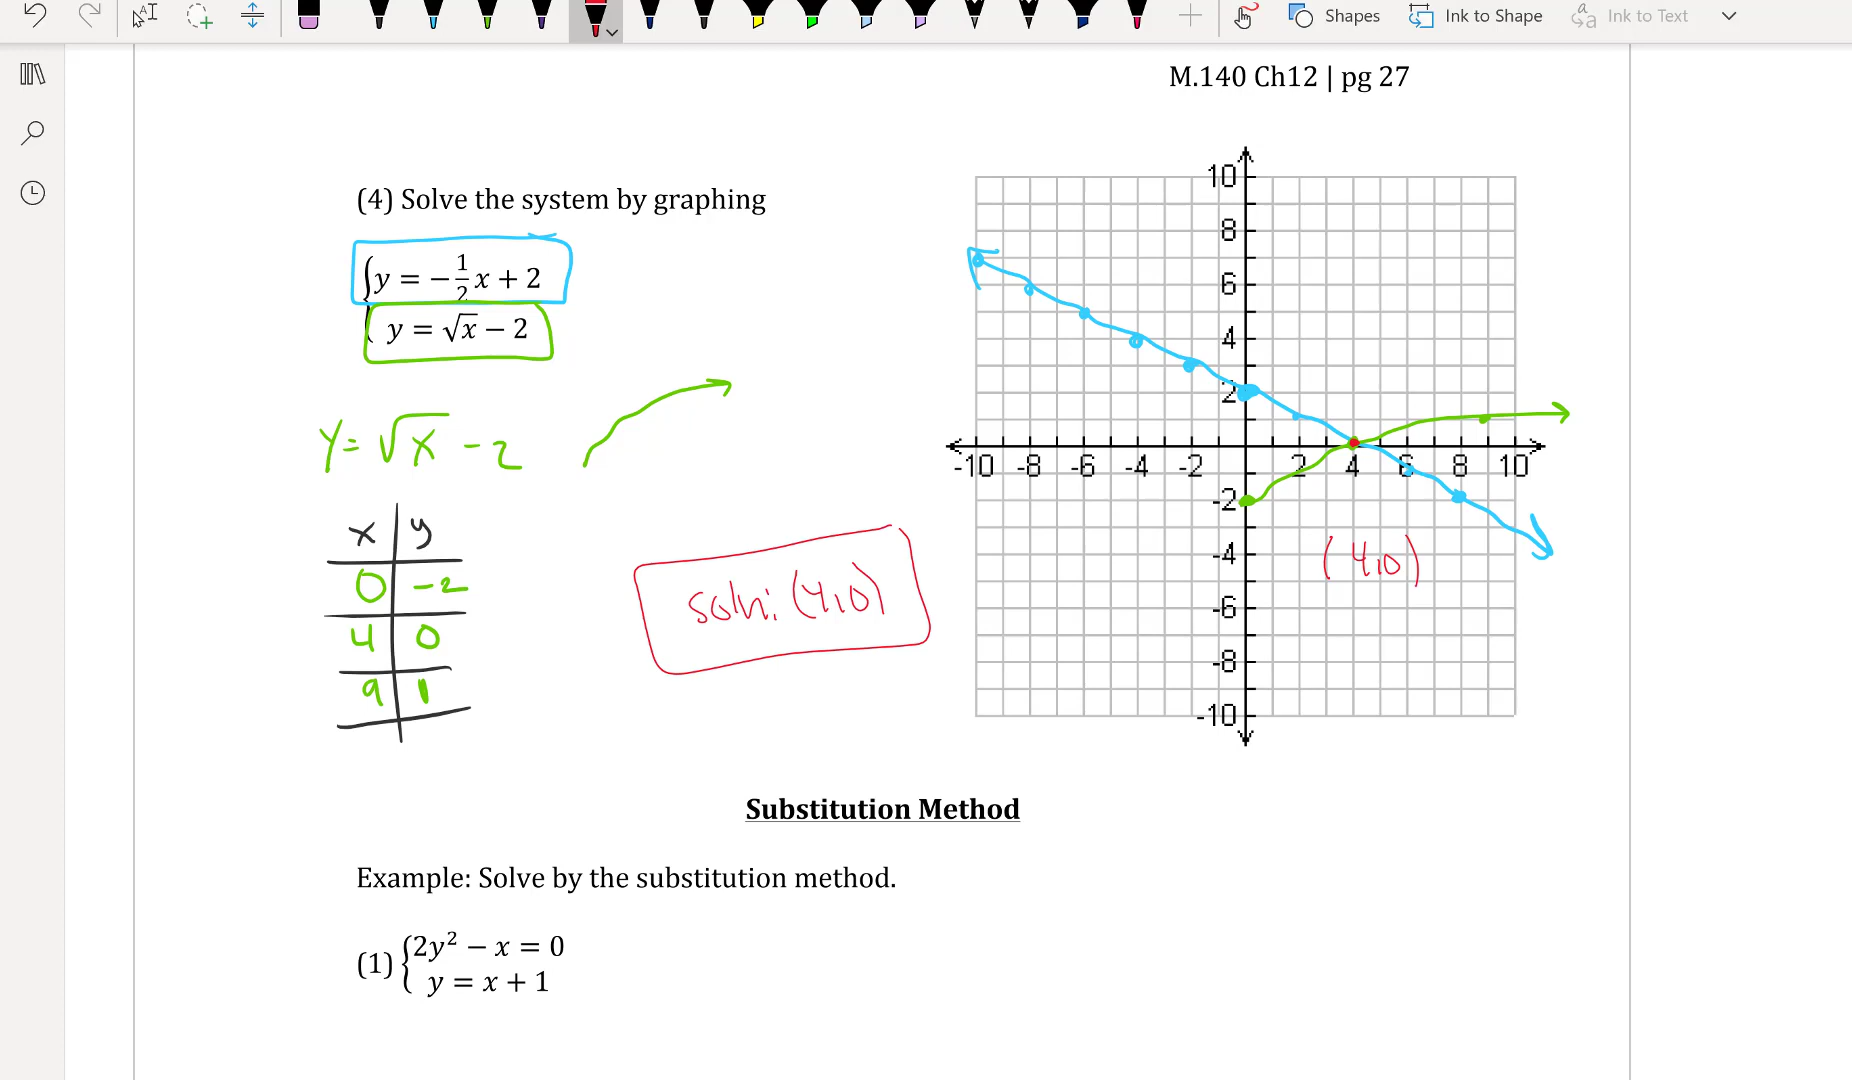 Shapes
Ink to Shape
Ink to Text
M.140 Ch12 | pg 27
(4) Solve the system by graphing
y = −1/2 x + 2
y = √x − 2
y = √x − 2
x y
0 −2
4 0
9 1
soln: (4,0)
10
8
6
4
2
-10 -8 -6 -4 -2 2 4 6 8 10
-2
-4
(4,0)
-6
-8
-10
Substitution Method
Example: Solve by the substitution method.
(1) {2y² − x = 0
y = x + 1